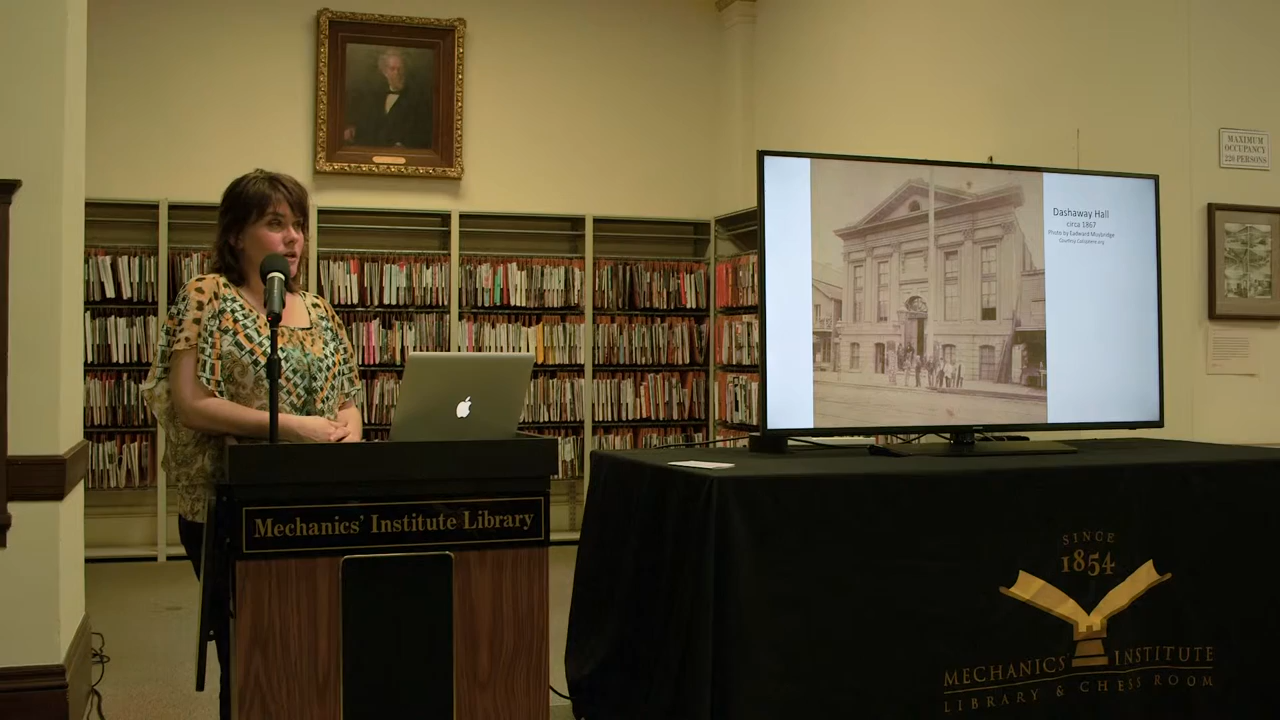 Dashaway Hall
circa 1867
Photo by Eadweard Muybridge
MAXIMUM
OCCUPANCY
226 PERSONS
Mechanics' Institute Library
SINCE
1854
MECHANICS' INSTITUTE
LIBRARY & CHESS ROOM